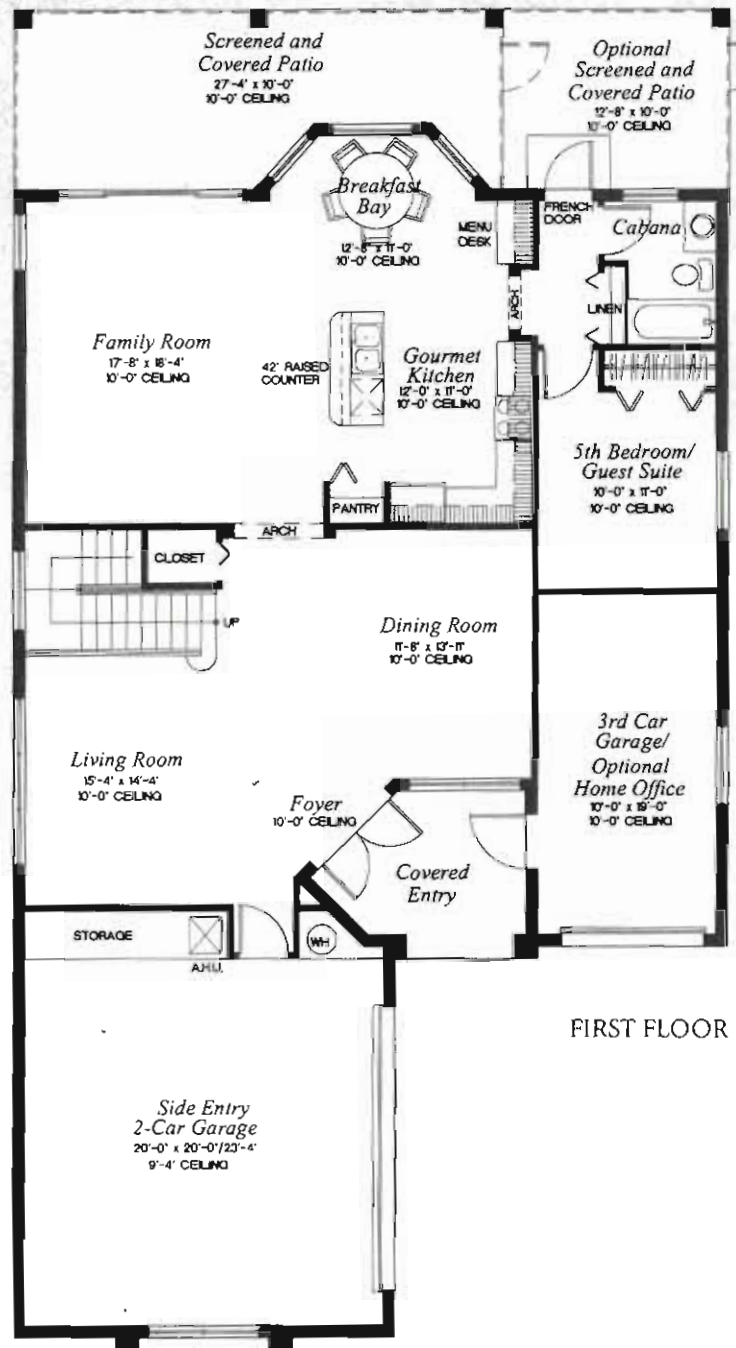 Screened and
Covered Patio
27'-4" x 10'-0"
10'-0" CEILING
Optional
Screened and
Covered Patio
12'-8" x 10'-0"
10'-0" CEILING
Breakfast
Bay
12'-8" x 11'-0"
10'-0" CEILING
MENU
DESK
FRENCH
DOOR
Cabana
ARCH
LINEN
Family Room
17'-8" x 18'-4"
10'-0" CEILING
42" RAISED
COUNTER
Gourmet
Kitchen
12'-0" x 11'-0"
10'-0" CEILING
5th Bedroom/
Guest Suite
10'-0" x 11'-0"
10'-0" CEILING
PANTRY
ARCH
CLOSET
UP
Dining Room
11'-8" x 13'-11"
10'-0" CEILING
Living Room
15'-4" x 14'-4"
10'-0" CEILING
Foyer
10'-0" CEILING
3rd Car
Garage/
Optional
Home Office
10'-0" x 19'-0"
10'-0" CEILING
Covered
Entry
STORAGE
A.H.U.
WH
FIRST FLOOR
Side Entry
2-Car Garage
20'-0" x 20'-0"/23'-4"
9'-4" CEILING